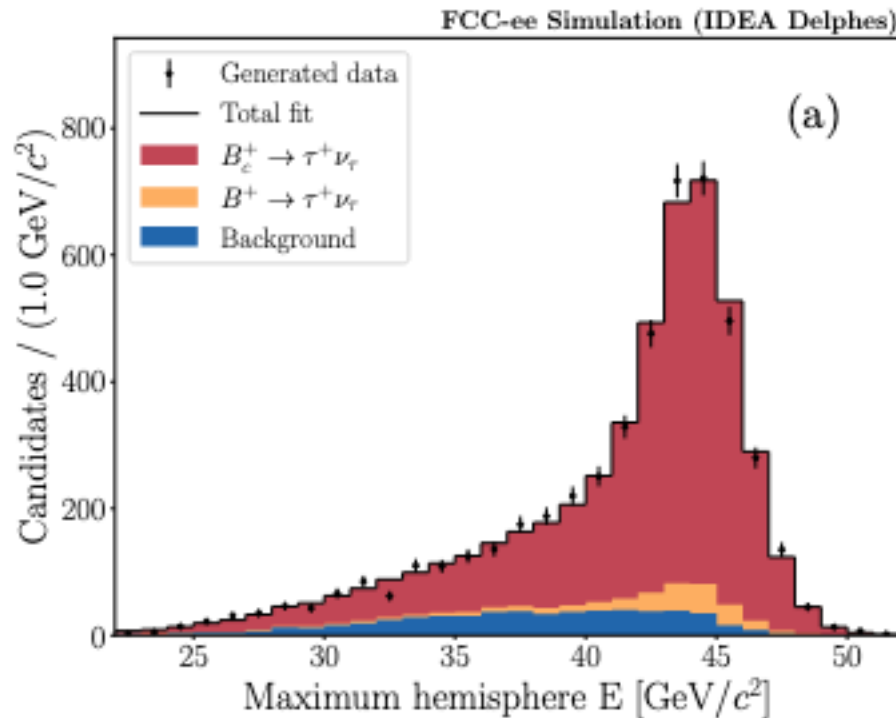 FCC-ee Simulation (IDEA Delphes)
Generated data
Total fit
B_c^+ → τ^+ν_τ
B^+ → τ^+ν_τ
Background
(a)
Candidates / (1.0 GeV/c^2)
800
600
400
200
0
25 30 35 40 45 50
Maximum hemisphere E [GeV/c^2]